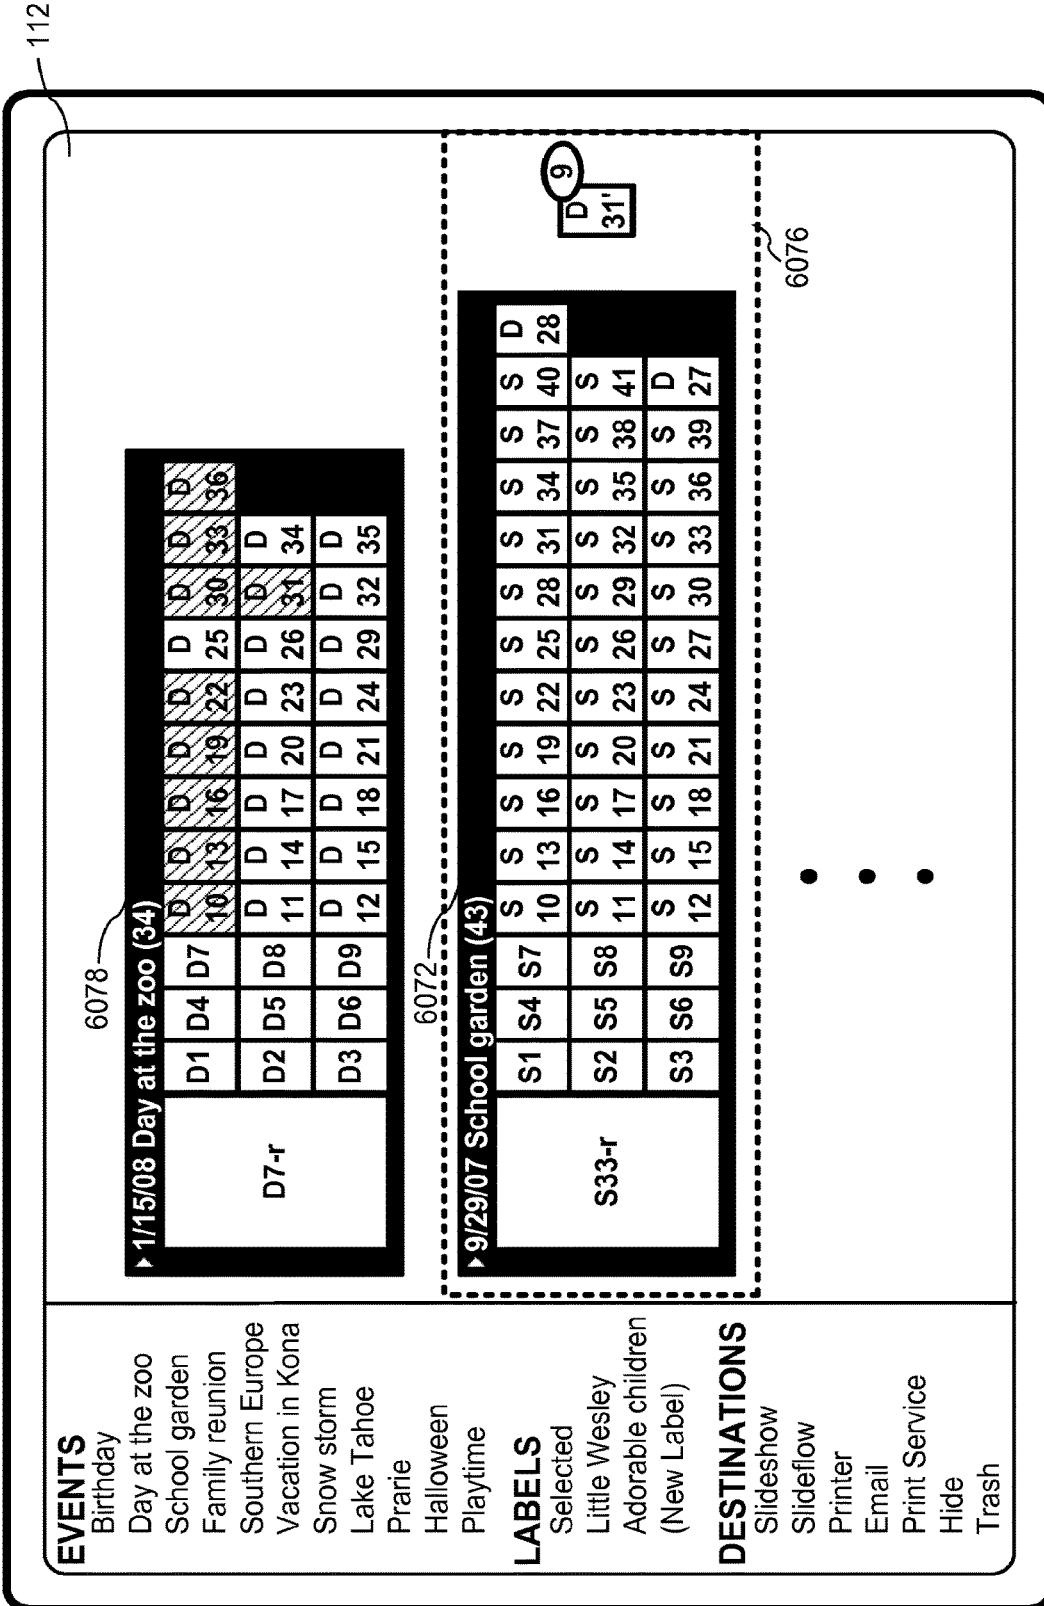 112
EVENTS
Birthday
Day at the zoo
School garden
Family reunion
Southern Europe
Vacation in Kona
Snow storm
Lake Tahoe
Prarie
Halloween
Playtime
LABELS
Selected
Little Wesley
Adorable children
(New Label)
DESTINATIONS
Slideshow
Slideflow
Printer
Email
Print Service
Hide
Trash
6078
1/15/08 Day at the zoo (34)
D7-r
D1 D4 D7 D 10 D 13 D 16 D 19 D 22 D 25 D 30 D 33 D 36
D2 D5 D8 D 11 D 14 D 17 D 20 D 23 D 26 D 31 D 34
D3 D6 D9 D 12 D 15 D 18 D 21 D 24 D 29 D 32 D 35
6072
9/29/07 School garden (43)
S33-r
S1 S4 S7 S 10 S 13 S 16 S 19 S 22 S 25 S 28 S 31 S 34 S 37 S 40 D 28
S2 S5 S8 S 11 S 14 S 17 S 20 S 23 S 26 S 29 S 32 S 35 S 38 S 41
S3 S6 S9 S 12 S 15 S 18 S 21 S 24 S 27 S 30 S 33 S 36 S 39 D 27
D 31'
9
6076